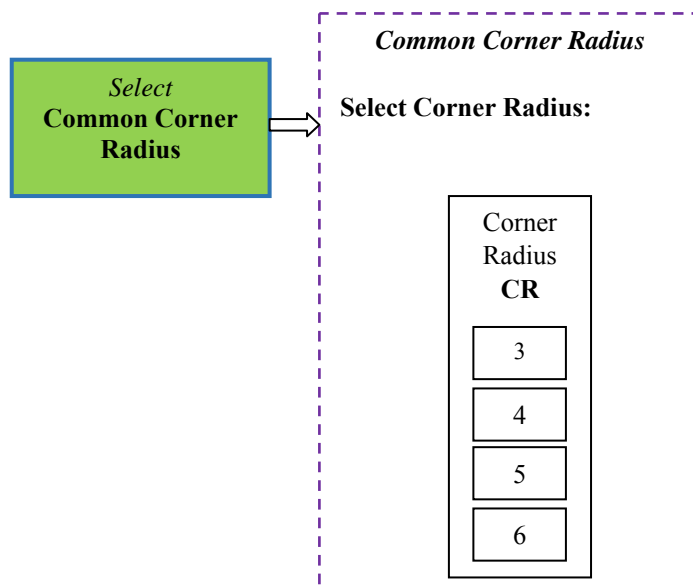 Select
Common Corner
Radius
Common Corner Radius
Select Corner Radius:
Corner
Radius
CR
3
4
5
6